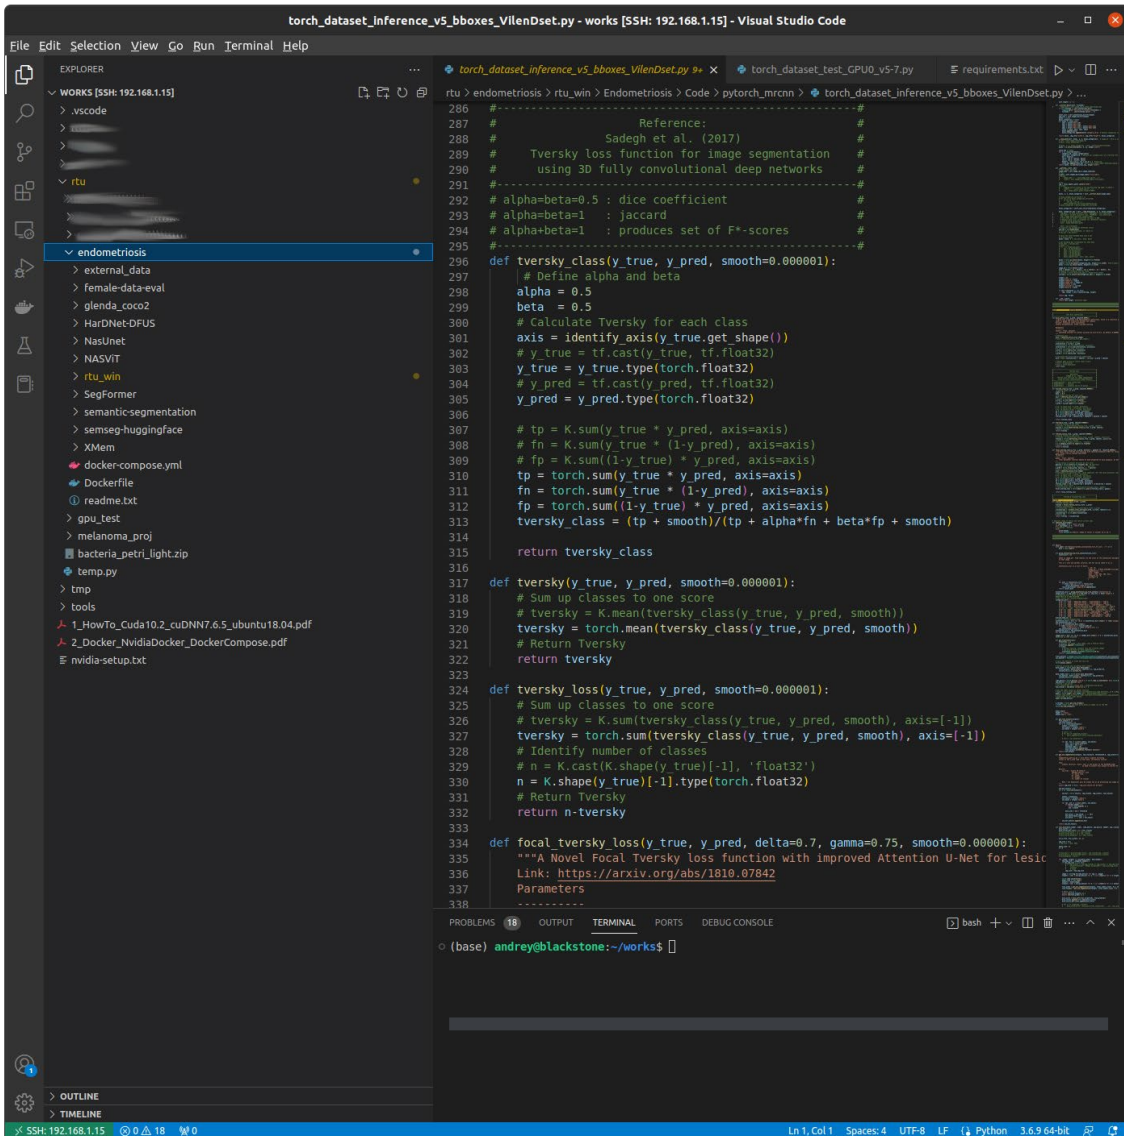 torch_dataset_inference_v5_bboxes_VilenDset.py - works [SSH: 192.168.1.15] - Visual Studio Code
File Edit Selection View Go Run Terminal Help
EXPLORER
WORKS [SSH: 192.168.1.15]
> .vscode
rtu
endometriosis
> external_data
> female-data-eval
> glenda_coco2
> HarDNet-DFUS
> NasUnet
> NASViT
> rtu_win
> SegFormer
> semantic-segmentation
> semseg-huggingface
> XMem
docker-compose.yml
Dockerfile
readme.txt
> gpu_test
> melanoma_proj
bacteria_petri_light.zip
temp.py
> tmp
> tools
1_HowTo_Cuda10.2_cuDNN7.6.5_ubuntu18.04.pdf
2_Docker_NvidiaDocker_DockerCompose.pdf
nvidia-setup.txt
> OUTLINE
> TIMELINE
torch_dataset_inference_v5_bboxes_VilenDset.py 9+ torch_dataset_test_GPU0_v5-7.py requirements.txt
rtu > endometriosis > rtu_win > Endometriosis > Code > pytorch_mrcnn > torch_dataset_inference_v5_bboxes_VilenDset.py > ...
286 #-----------------------------------------------------#
287 # Reference: #
288 # Sadegh et al. (2017) #
289 # Tversky loss function for image segmentation #
290 # using 3D fully convolutional deep networks #
291 #-----------------------------------------------------#
292 # alpha=beta=0.5 : dice coefficient #
293 # alpha=beta=1 : jaccard #
294 # alpha+beta=1 : produces set of F*-scores #
295 #-----------------------------------------------------#
296 def tversky_class(y_true, y_pred, smooth=0.000001):
297 # Define alpha and beta
298 alpha = 0.5
299 beta = 0.5
300 # Calculate Tversky for each class
301 axis = identify_axis(y_true.get_shape())
302 # y_true = tf.cast(y_true, tf.float32)
303 y_true = y_true.type(torch.float32)
304 # y_pred = tf.cast(y_pred, tf.float32)
305 y_pred = y_pred.type(torch.float32)
306
307 # tp = K.sum(y_true * y_pred, axis=axis)
308 # fn = K.sum(y_true * (1-y_pred), axis=axis)
309 # fp = K.sum((1-y_true) * y_pred, axis=axis)
310 tp = torch.sum(y_true * y_pred, axis=axis)
311 fn = torch.sum(y_true * (1-y_pred), axis=axis)
312 fp = torch.sum((1-y_true) * y_pred, axis=axis)
313 tversky_class = (tp + smooth)/(tp + alpha*fn + beta*fp + smooth)
314
315 return tversky_class
316
317 def tversky(y_true, y_pred, smooth=0.000001):
318 # Sum up classes to one score
319 # tversky = K.mean(tversky_class(y_true, y_pred, smooth))
320 tversky = torch.mean(tversky_class(y_true, y_pred, smooth))
321 # Return Tversky
322 return tversky
323
324 def tversky_loss(y_true, y_pred, smooth=0.000001):
325 # Sum up classes to one score
326 # tversky = K.sum(tversky_class(y_true, y_pred, smooth), axis=[-1])
327 tversky = torch.sum(tversky_class(y_true, y_pred, smooth), axis=[-1])
328 # Identify number of classes
329 # n = K.cast(K.shape(y_true)[-1], 'float32')
330 n = K.shape(y_true)[-1].type(torch.float32)
331 # Return Tversky
332 return n-tversky
333
334 def focal_tversky_loss(y_true, y_pred, delta=0.7, gamma=0.75, smooth=0.000001):
335 """A Novel Focal Tversky loss function with improved Attention U-Net for lesio
336 Link: https://arxiv.org/abs/1810.07842
337 Parameters
338 ----------
PROBLEMS 18 OUTPUT TERMINAL PORTS DEBUG CONSOLE bash
(base) andrey@blackstone:~/works$
SSH: 192.168.1.15 0 18 0 Ln 1, Col 1 Spaces: 4 UTF-8 LF Python 3.6.9 64-bit